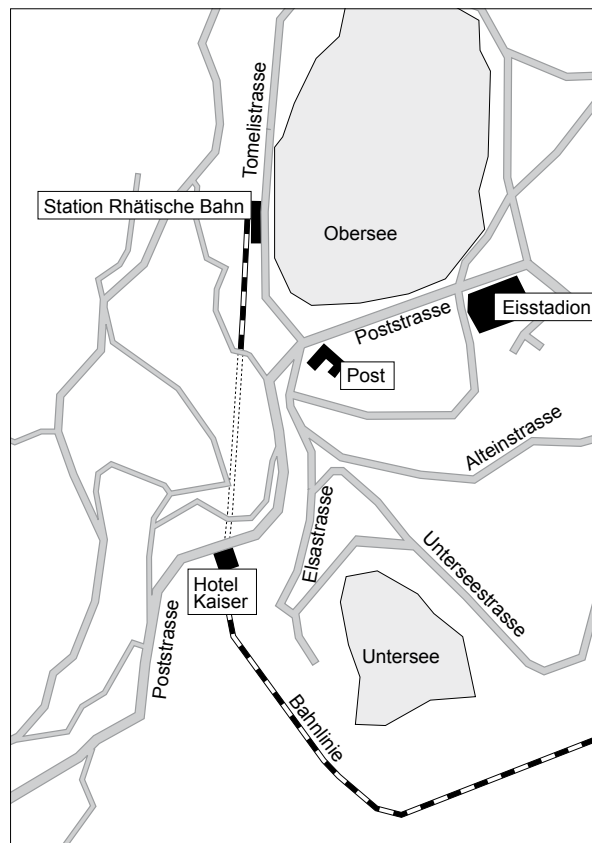 Tomelistrasse
Station Rhätische Bahn
Obersee
Eisstadion
Poststrasse
Post
Alteinstrasse
Elsastrasse
Unterseestrasse
Hotel
Kaiser
Poststrasse
Untersee
Bahnlinie